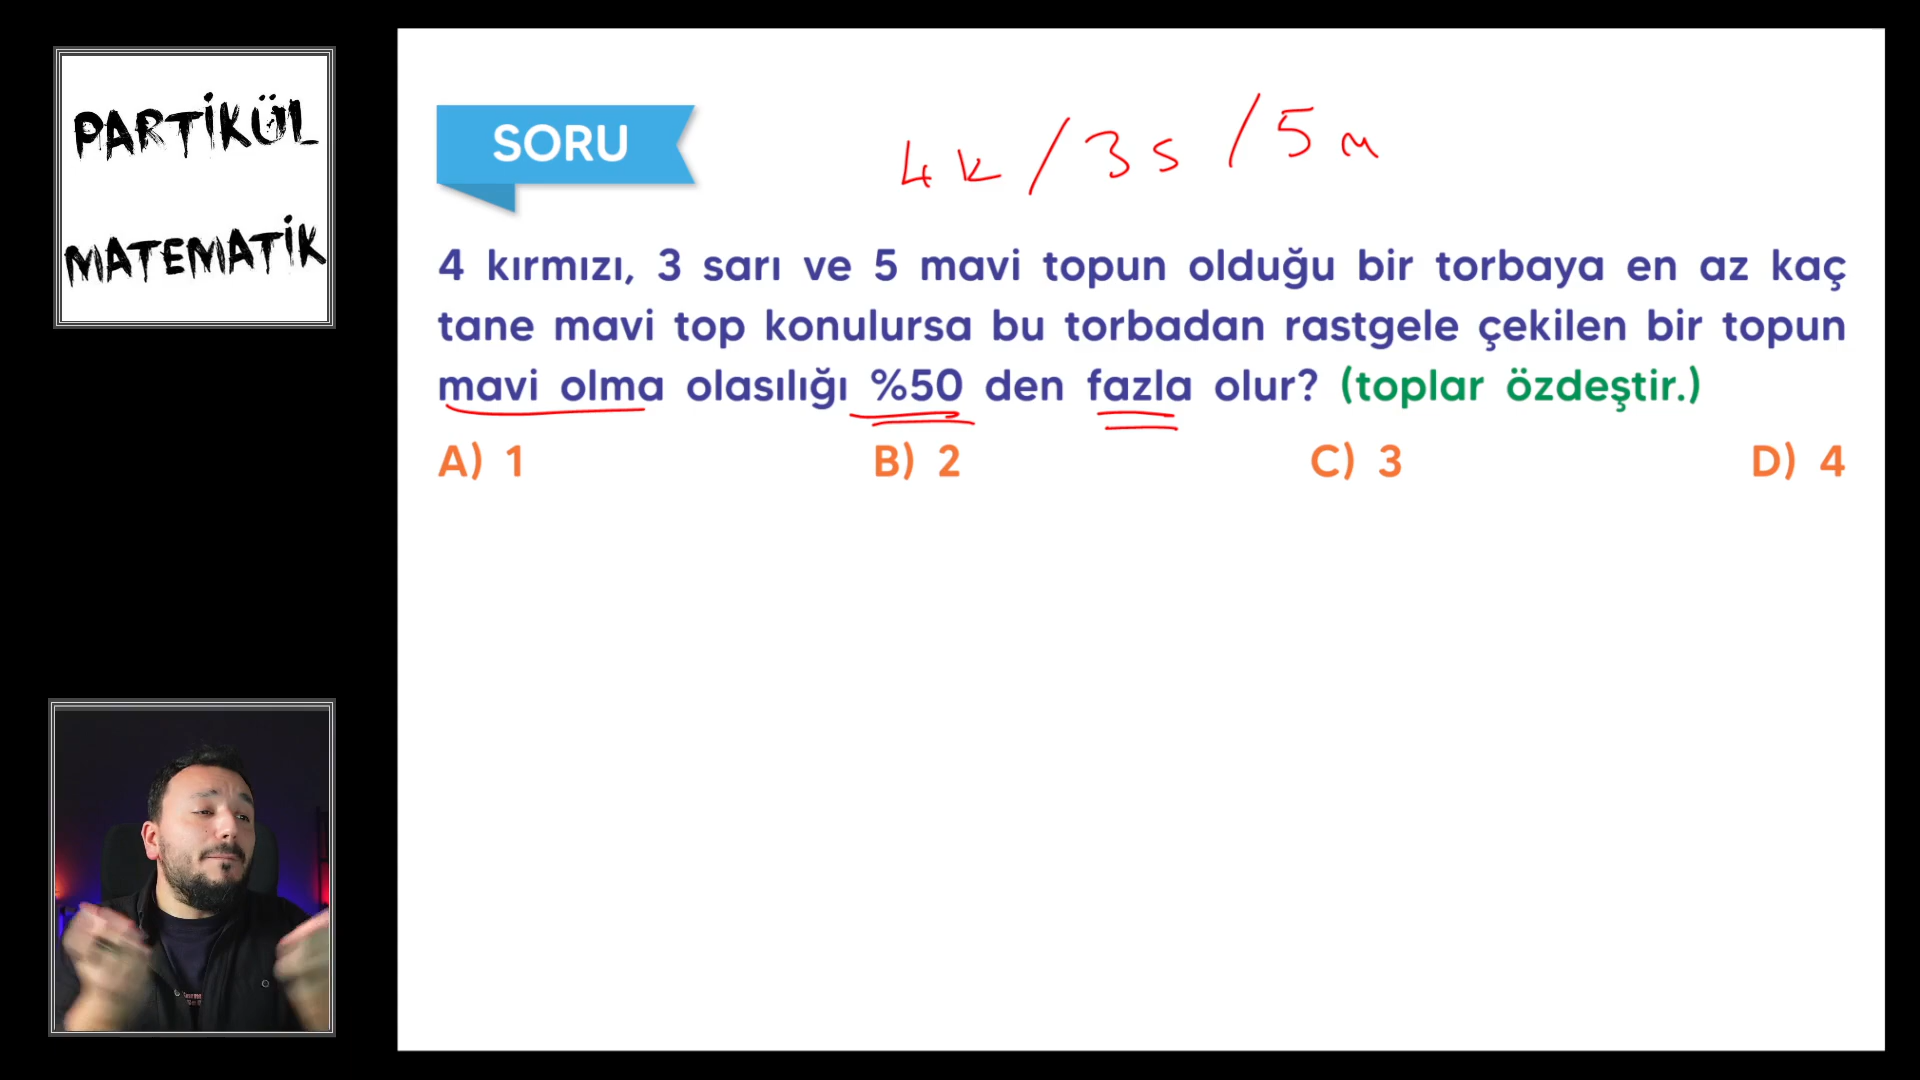 PARTİKÜL
MATEMATİK
SORU
4k / 3s / 5m
4 kırmızı, 3 sarı ve 5 mavi topun olduğu bir torbaya en az kaç
tane mavi top konulursa bu torbadan rastgele çekilen bir topun
mavi olma olasılığı %50 den fazla olur? (toplar özdeştir.)
A) 1 B) 2 C) 3 D) 4